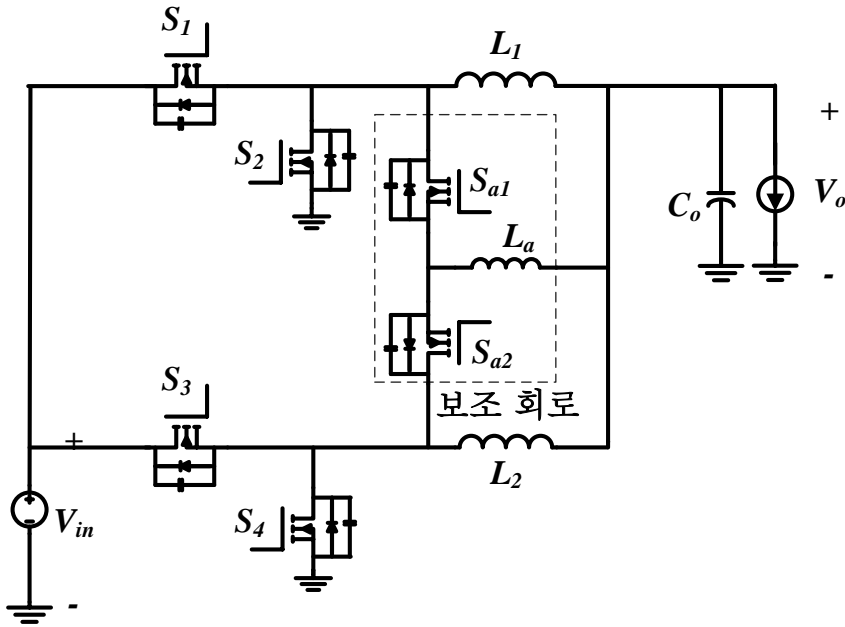 S1
L1
+
S2
Sa1
Co
Vo
La
-
Sa2
S3
보조 회로
+
L2
Vin
S4
-